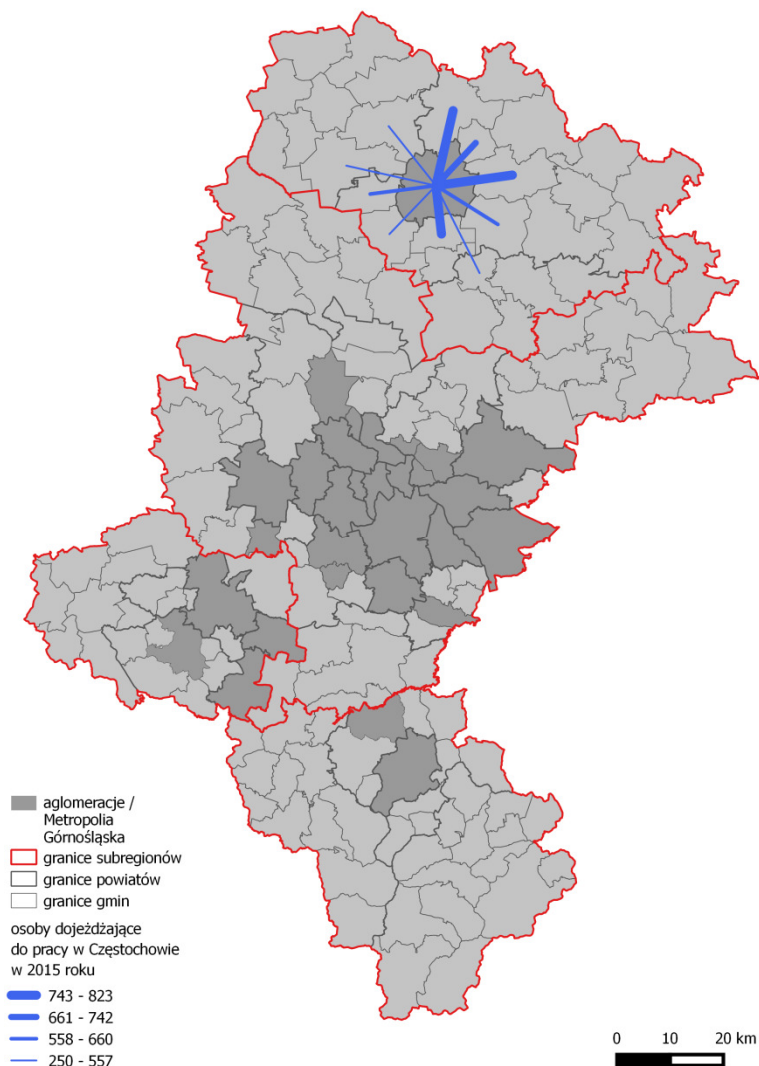 aglomeracje /
Metropolia
Górnośląska
granice subregionów
granice powiatów
granice gmin
osoby dojeżdżające
do pracy w Częstochowie
w 2015 roku
743 - 823
661 - 742
558 - 660
250 - 557
0 10 20 km